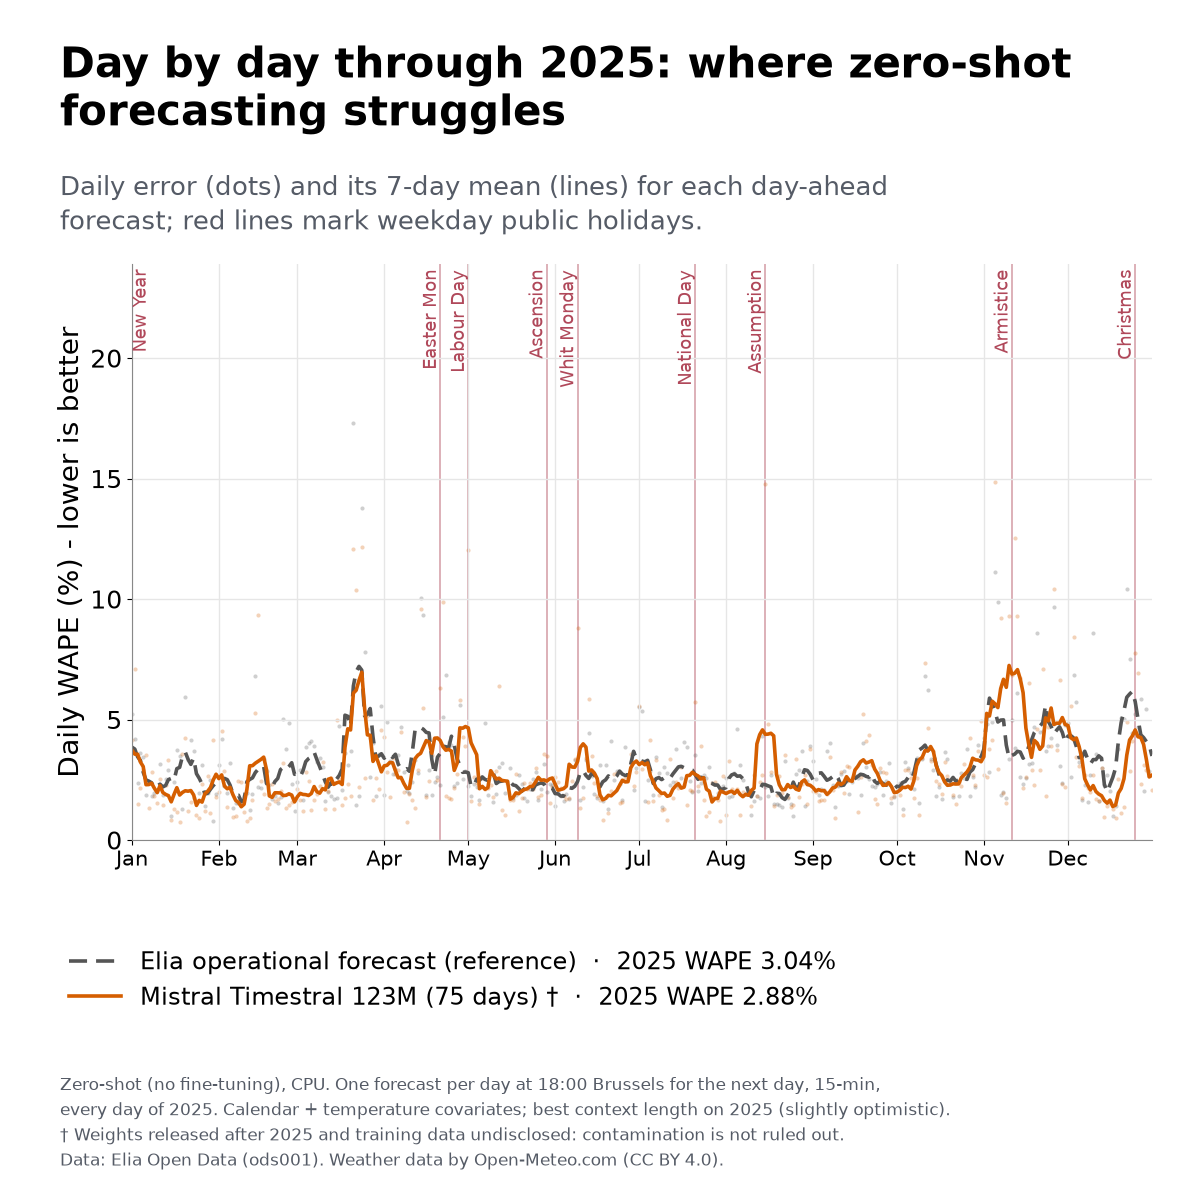 Day by day through 2025: where zero-shot
forecasting struggles
Daily error (dots) and its 7-day mean (lines) for each day-ahead
forecast; red lines mark weekday public holidays.
Daily WAPE (%) - lower is better
20
15
10
5
0
New Year
Easter Mon
Labour Day
Ascension
Whit Monday
National Day
Assumption
Armistice
Christmas
Jan
Feb
Mar
Apr
May
Jun
Jul
Aug
Sep
Oct
Nov
Dec
Elia operational forecast (reference) · 2025 WAPE 3.04%
Mistral Timestral 123M (75 days) † · 2025 WAPE 2.88%
Zero-shot (no fine-tuning), CPU. One forecast per day at 18:00 Brussels for the next day, 15-min,
every day of 2025. Calendar + temperature covariates; best context length on 2025 (slightly optimistic).
† Weights released after 2025 and training data undisclosed: contamination is not ruled out.
Data: Elia Open Data (ods001). Weather data by Open-Meteo.com (CC BY 4.0).